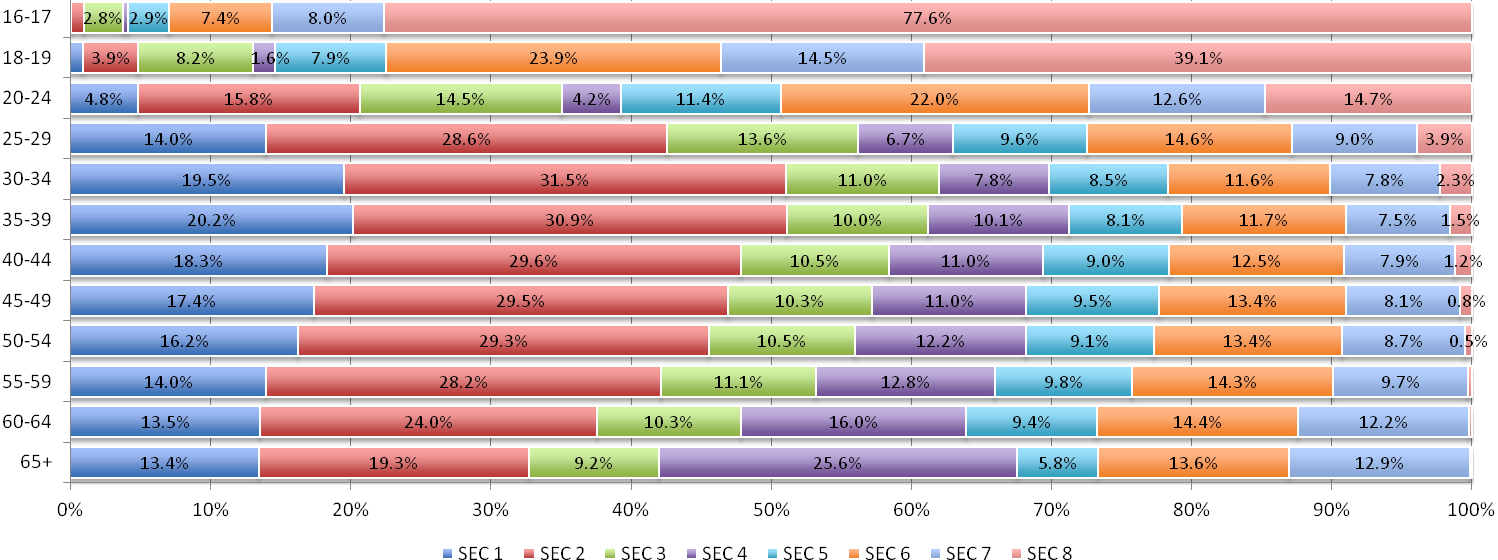 16-17 2.8% 2.9% 7.4% 8.0% 77.6%
18-19 3.9% 8.2% 1.6% 7.9% 23.9% 14.5% 39.1%
20-24 4.8% 15.8% 14.5% 4.2% 11.4% 22.0% 12.6% 14.7%
25-29 14.0% 28.6% 13.6% 6.7% 9.6% 14.6% 9.0% 3.9%
30-34 19.5% 31.5% 11.0% 7.8% 8.5% 11.6% 7.8% 2.3%
35-39 20.2% 30.9% 10.0% 10.1% 8.1% 11.7% 7.5% 1.5%
40-44 18.3% 29.6% 10.5% 11.0% 9.0% 12.5% 7.9% 1.2%
45-49 17.4% 29.5% 10.3% 11.0% 9.5% 13.4% 8.1% 0.8%
50-54 16.2% 29.3% 10.5% 12.2% 9.1% 13.4% 8.7% 0.5%
55-59 14.0% 28.2% 11.1% 12.8% 9.8% 14.3% 9.7%
60-64 13.5% 24.0% 10.3% 16.0% 9.4% 14.4% 12.2%
65+ 13.4% 19.3% 9.2% 25.6% 5.8% 13.6% 12.9%
0% 10% 20% 30% 40% 50% 60% 70% 80% 90% 100%
SEC 1 SEC 2 SEC 3 SEC 4 SEC 5 SEC 6 SEC 7 SEC 8